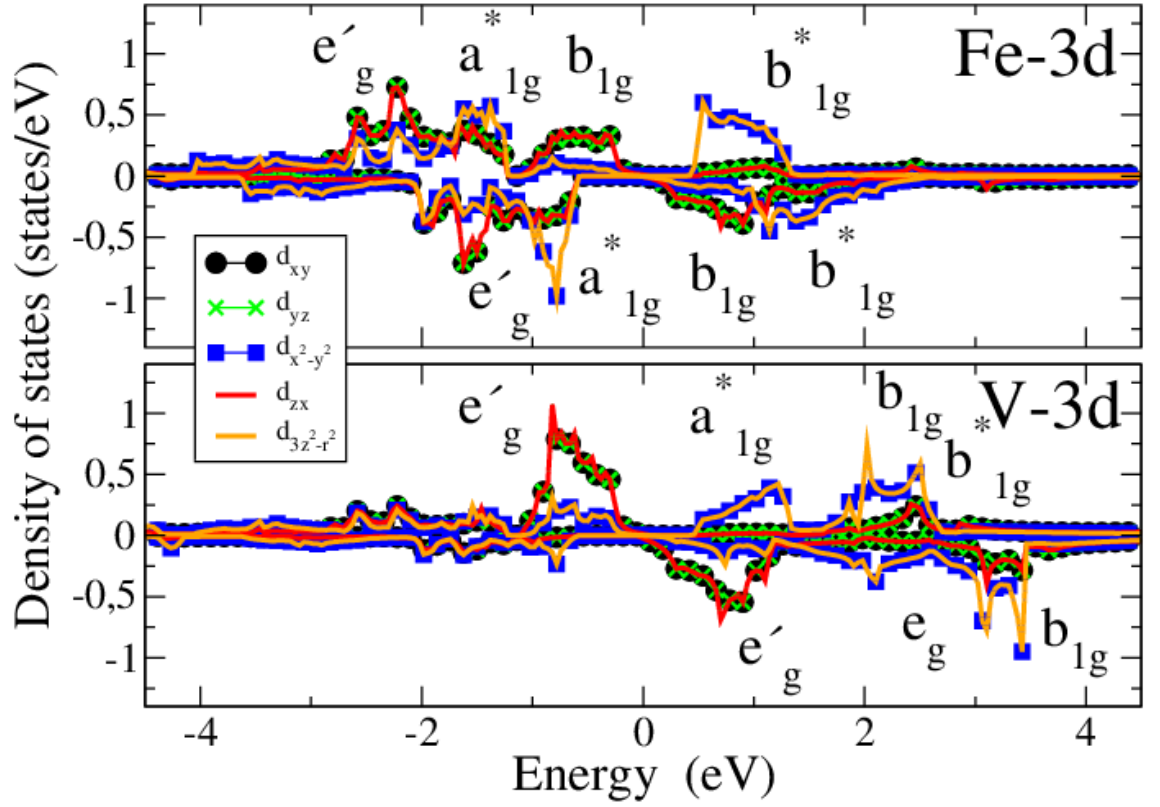 Density of states (states/eV)
1
0,5
0
-0,5
-1
e´g
a*1g
b1g
b*1g
Fe-3d
e´g
a*1g
b1g
b*1g
dxy
dyz
dx²-y²
dzx
d3z²-r²
1
0,5
0
-0,5
-1
e´g
a*1g
b1g
b*1g
V-3d
e´g
eg
b1g
-4
-2
0
2
4
Energy (eV)